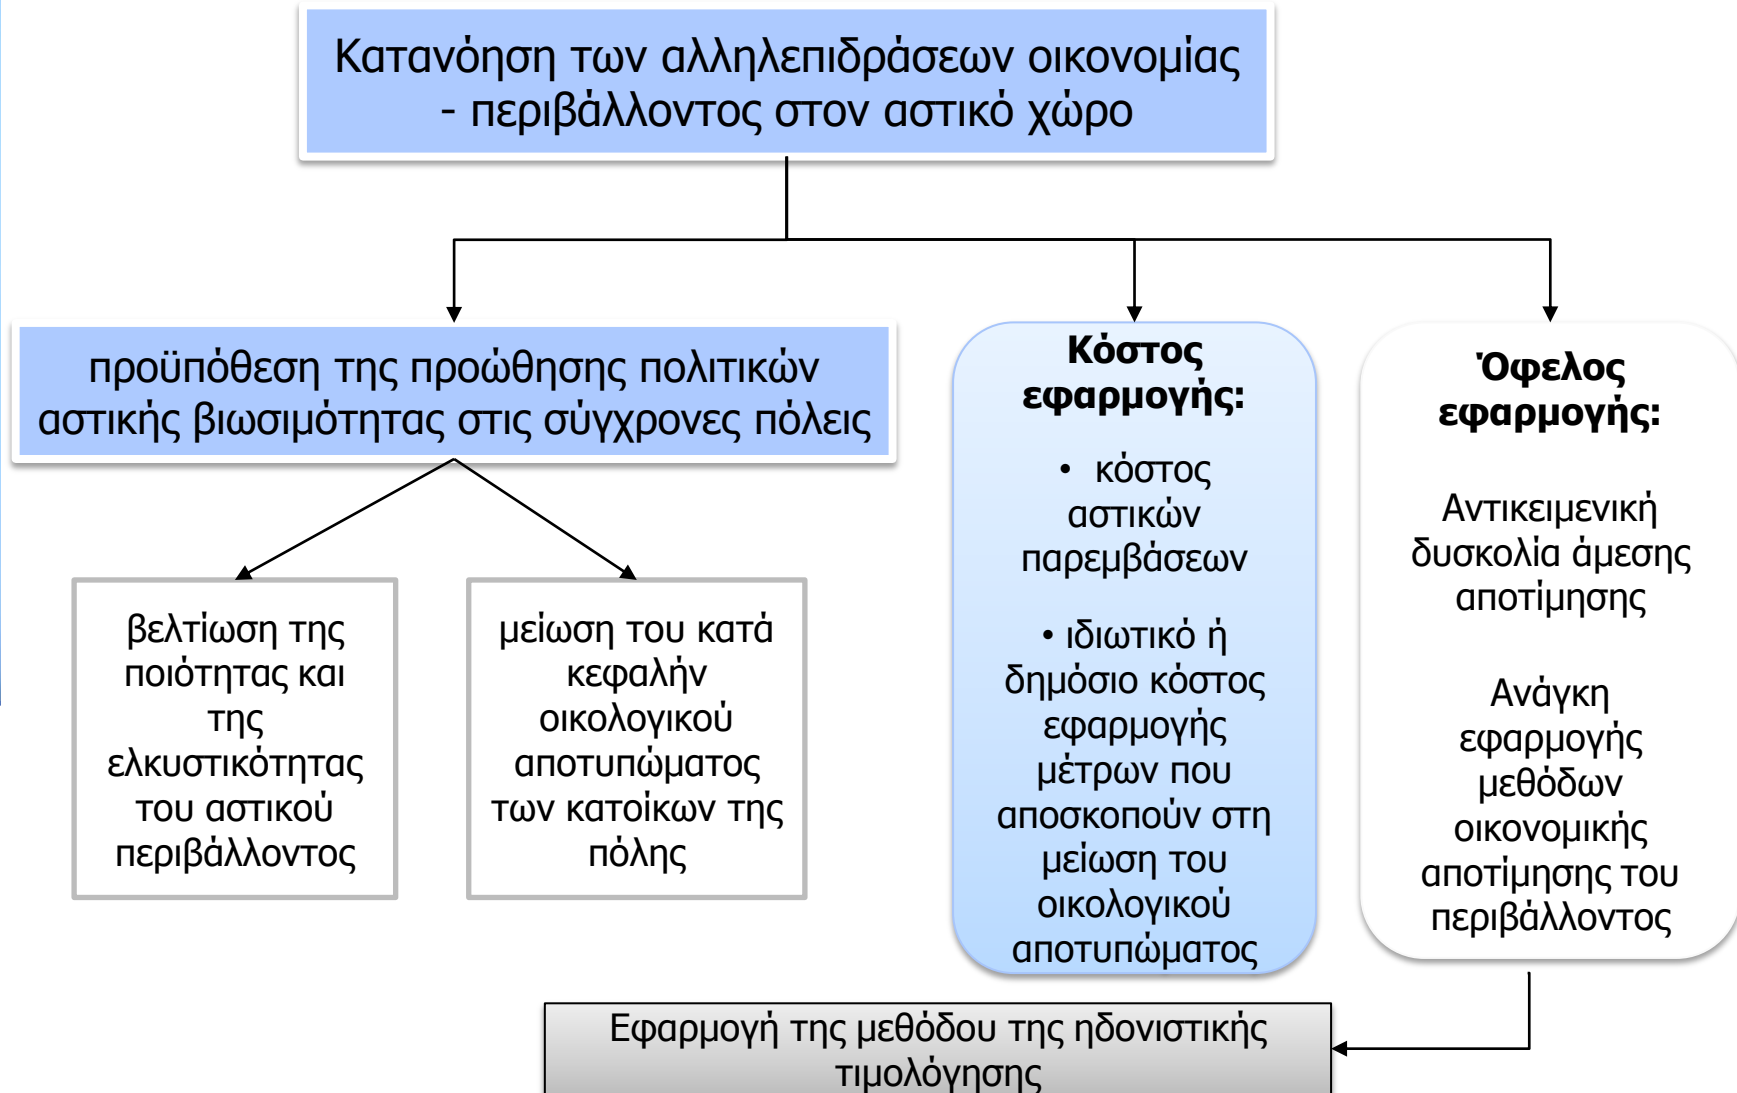 Κατανόηση των αλληλεπιδράσεων οικονομίας
- περιβάλλοντος στον αστικό χώρο
προϋπόθεση της προώθησης πολιτικών
αστικής βιωσιμότητας στις σύγχρονες πόλεις
βελτίωση της
ποιότητας και
της
ελκυστικότητας
του αστικού
περιβάλλοντος
μείωση του κατά
κεφαλήν
οικολογικού
αποτυπώματος
των κατοίκων της
πόλης
Κόστος
εφαρμογής:
• κόστος
αστικών
παρεμβάσεων
• ιδιωτικό ή
δημόσιο κόστος
εφαρμογής
μέτρων που
αποσκοπούν στη
μείωση του
οικολογικού
αποτυπώματος
Όφελος
εφαρμογής:
Αντικειμενική
δυσκολία άμεσης
αποτίμησης
Ανάγκη
εφαρμογής
μεθόδων
οικονομικής
αποτίμησης του
περιβάλλοντος
Εφαρμογή της μεθόδου της ηδονιστικής
τιμολόγησης